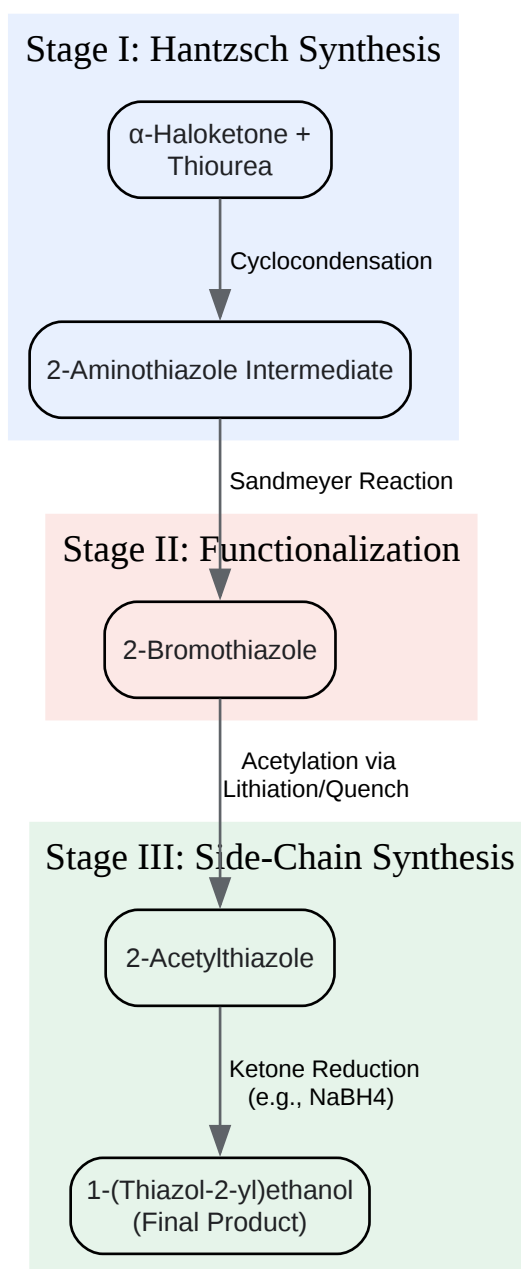 Stage I: Hantzsch Synthesis
α-Haloketone +
Thiourea
Cyclocondensation
2-Aminothiazole Intermediate
Sandmeyer Reaction
Stage II: Functionalization
2-Bromothiazole
Acetylation via
Lithiation/Quench
Stage III: Side-Chain Synthesis
2-Acetylthiazole
Ketone Reduction
(e.g., NaBH4)
1-(Thiazol-2-yl)ethanol
(Final Product)